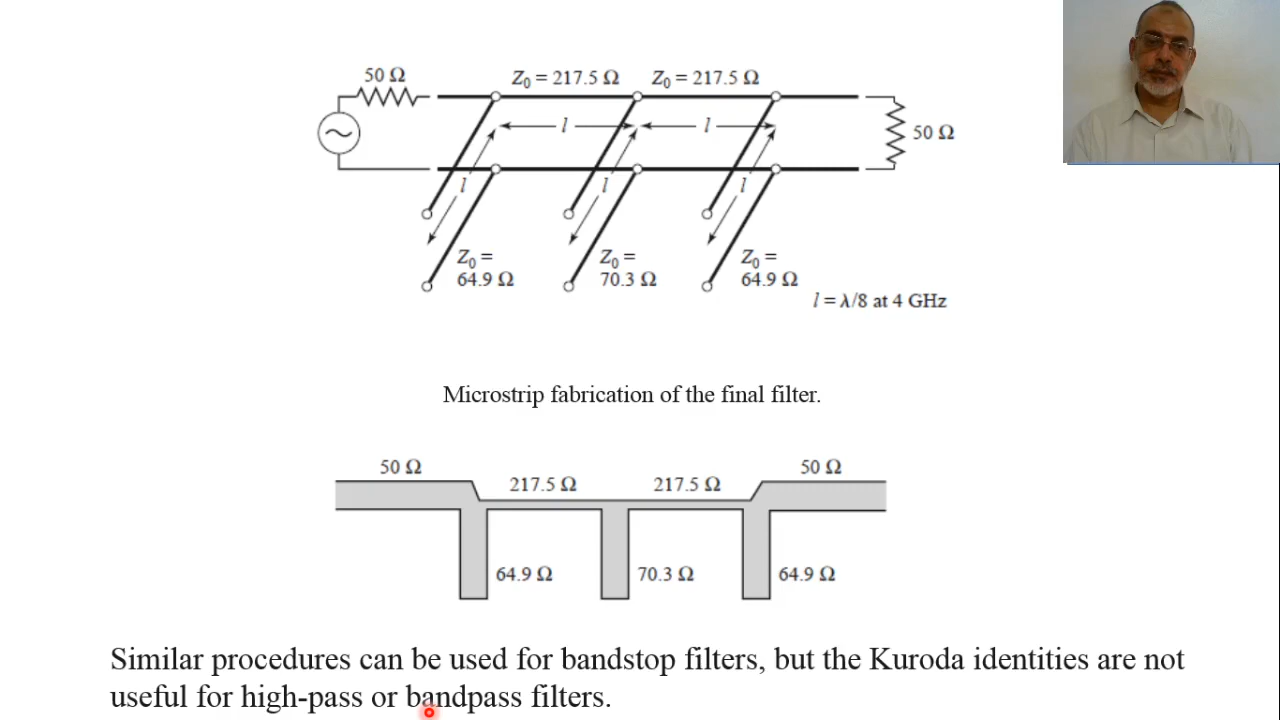 50 Ω
Z₀ = 217.5 Ω Z₀ = 217.5 Ω
l l
50 Ω
l l l
Z₀ = Z₀ = Z₀ =
64.9 Ω 70.3 Ω 64.9 Ω
l = λ/8 at 4 GHz
Microstrip fabrication of the final filter.
50 Ω 50 Ω
217.5 Ω 217.5 Ω
64.9 Ω 70.3 Ω 64.9 Ω
Similar procedures can be used for bandstop filters, but the Kuroda identities are not
useful for high-pass or bandpass filters.